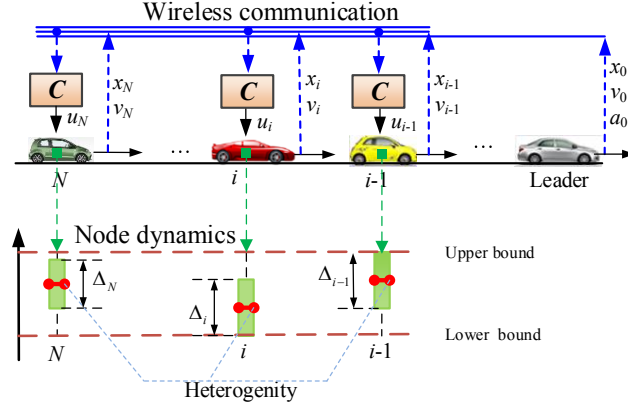 Wireless communication
C
C
C
x_N
v_N
x_i
v_i
x_{i-1}
v_{i-1}
x_0
v_0
a_0
u_N
u_i
u_{i-1}
...
...
N
i
i-1
Leader
Node dynamics
Upper bound
Δ_N
Δ_i
Δ_{i-1}
Lower bound
N
i
i-1
Heterogenity